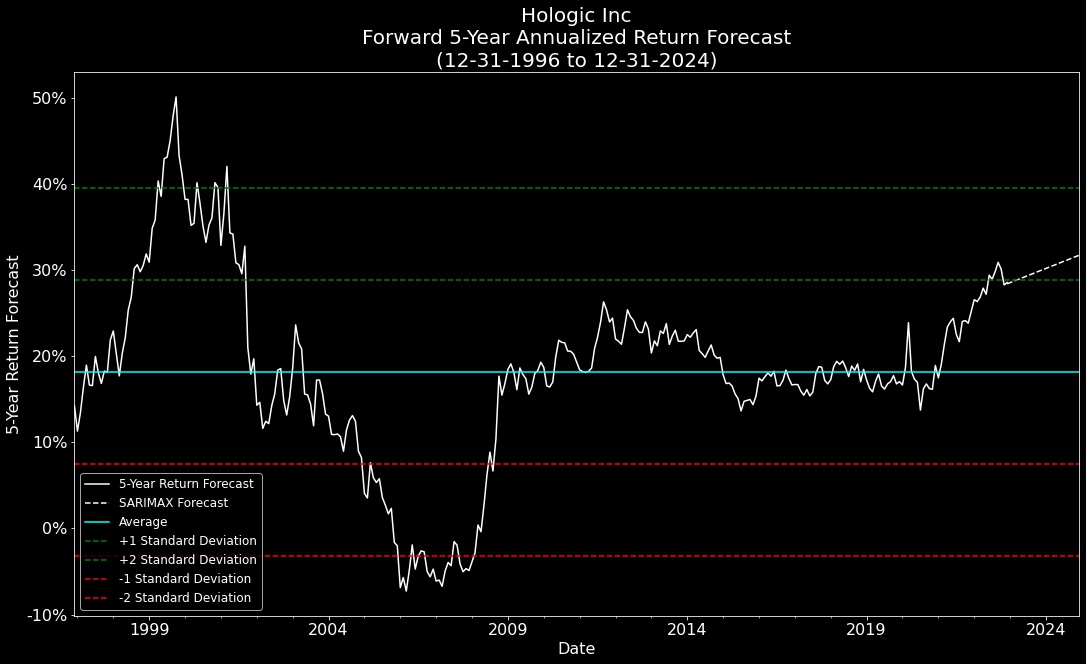 Hologic Inc
Forward 5-Year Annualized Return Forecast
(12-31-1996 to 12-31-2024)
5-Year Return Forecast
50%
40%
30%
20%
10%
0%
-10%
5-Year Return Forecast
SARIMAX Forecast
Average
+1 Standard Deviation
+2 Standard Deviation
-1 Standard Deviation
-2 Standard Deviation
1999 2004 2009 2014 2019 2024
Date